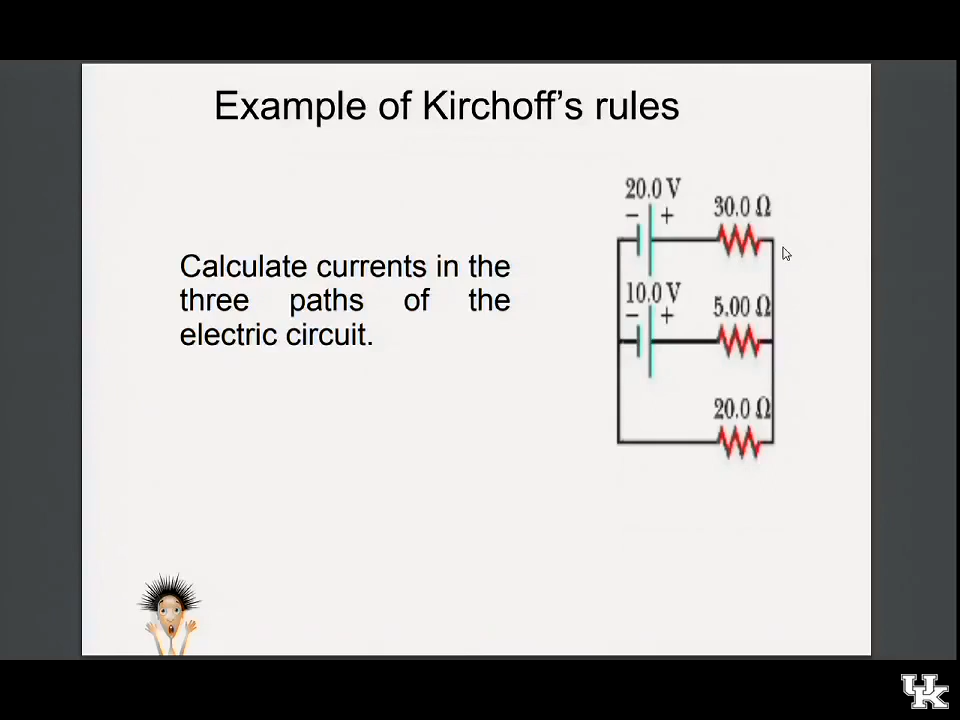 Example of Kirchoff's rules
20.0 V
− +
30.0 Ω
Calculate currents in the
three paths of the
electric circuit.
10.0 V
− +
5.00 Ω
20.0 Ω
UK